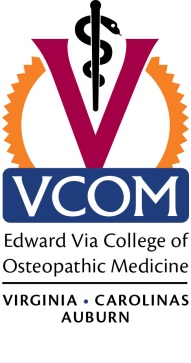 V
VCOM
Edward Via College of
Osteopathic Medicine
VIRGINIA • CAROLINAS
AUBURN